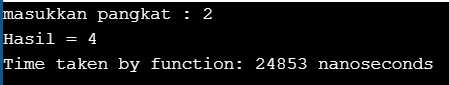 masukkan pangkat : 2
Hasil = 4
Time taken by function: 24853 nanoseconds